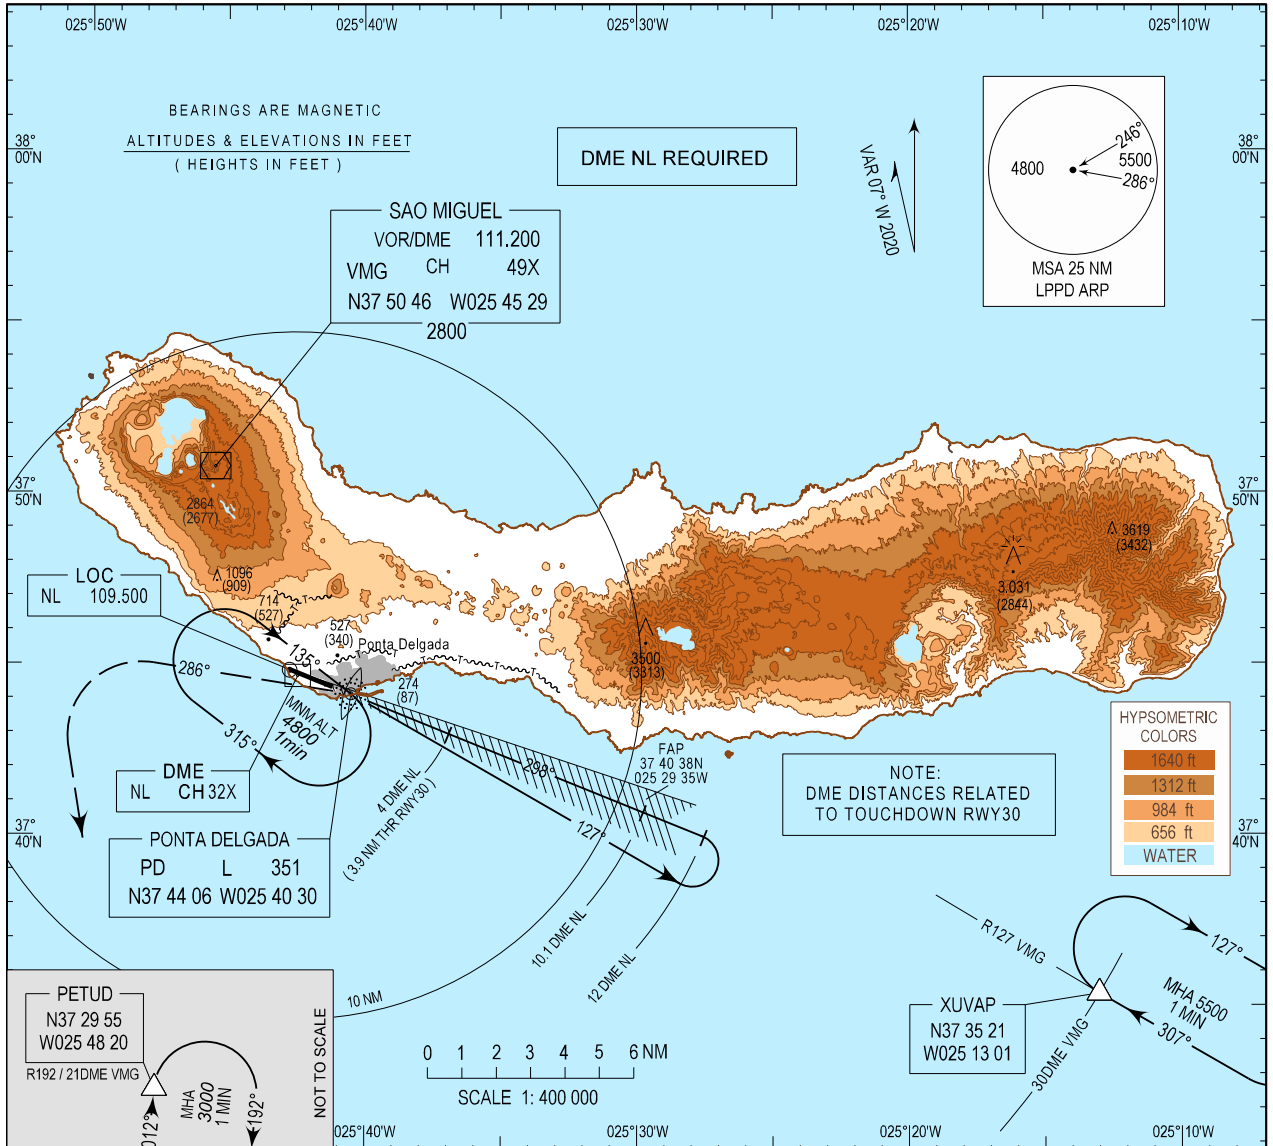 025°50'W
025°40'W
025°30'W
025°20'W
025°10'W
BEARINGS ARE MAGNETIC
ALTITUDES & ELEVATIONS IN FEET
( HEIGHTS IN FEET )
DME NL REQUIRED
VAR 07° W 2020
246°
4800
5500
286°
MSA 25 NM
LPPD ARP
38°
00'N
38°
00'N
SAO MIGUEL
VOR/DME 111.200
VMG CH 49X
N37 50 46 W025 45 29
2800
37°
50'N
37°
50'N
2864
(2677)
1096
(909)
714
(527)
527
(340)
Ponta Delgada
274
(87)
3500
(3313)
3.031
(2844)
3619
(3432)
LOC
NL 109.500
135°
286°
315°
MNM ALT
4800
1min
DME
NL CH 32X
PONTA DELGADA
PD L 351
N37 44 06 W025 40 30
4 DME NL
( 3.9 NM THR RWY30 )
298°
127°
FAP
37 40 38N
025 29 35W
10.1 DME NL
12 DME NL
10 NM
NOTE:
DME DISTANCES RELATED
TO TOUCHDOWN RWY30
HYPSOMETRIC
COLORS
1640 ft
1312 ft
984 ft
656 ft
WATER
37°
40'N
37°
40'N
R127 VMG
127°
MHA 5500
1 MIN
307°
XUVAP
N37 35 21
W025 13 01
30DME VMG
PETUD
N37 29 55
W025 48 20
R192 / 21DME VMG
MHA
3000
1 MIN
012°
192°
NOT TO SCALE
0 1 2 3 4 5 6 NM
SCALE 1: 400 000
025°40'W
025°30'W
025°20'W
025°10'W